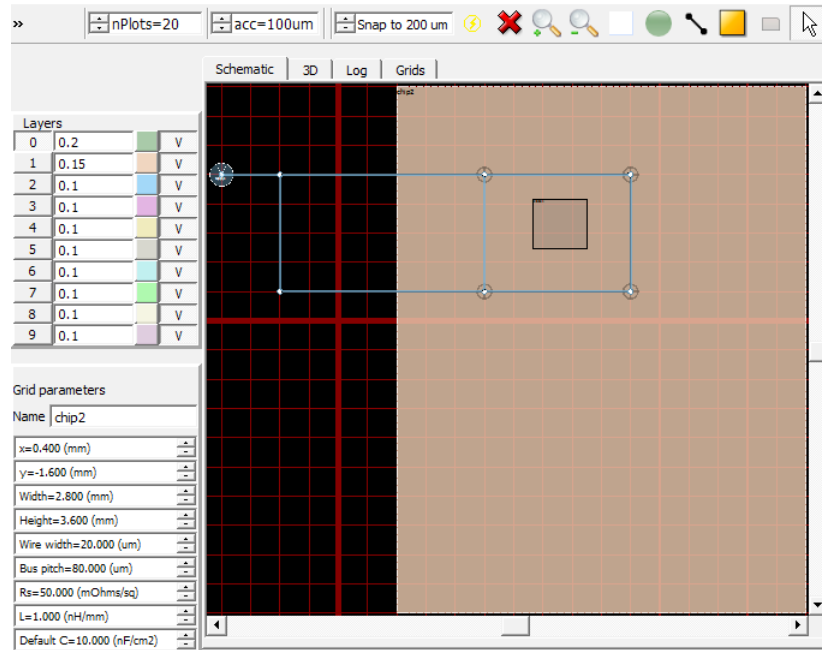 »
nPlots=20
acc=100um
Snap to 200 um
Schematic
3D
Log
Grids
chip2
Layers
0 0.2 V
1 0.15 V
2 0.1 V
3 0.1 V
4 0.1 V
5 0.1 V
6 0.1 V
7 0.1 V
8 0.1 V
9 0.1 V
Grid parameters
Name chip2
x=0.400 (mm)
y=-1.600 (mm)
Width=2.800 (mm)
Height=3.600 (mm)
Wire width=20.000 (um)
Bus pitch=80.000 (um)
Rs=50.000 (mOhms/sq)
L=1.000 (nH/mm)
Default C=10.000 (nF/cm2)